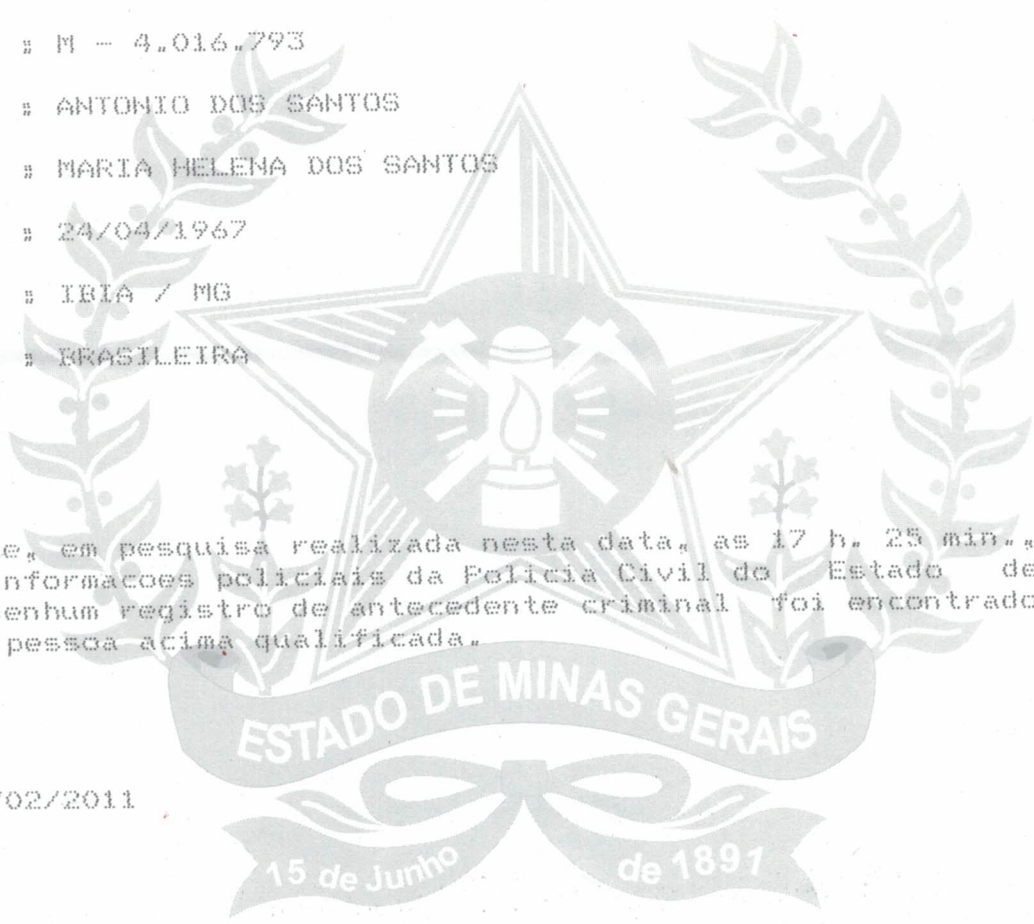 : M - 4.016.793
: ANTONIO DOS SANTOS
: MARIA HELENA DOS SANTOS
: 24/04/1967
: IBIA / MG
: BRASILEIRA
e, em pesquisa realizada nesta data, as 17 h. 25 min.,
nformacoes policiais da Policia Civil do Estado de
enhum registro de antecedente criminal foi encontrado
pessoa acima qualificada.
ESTADO DE MINAS GERAIS
/02/2011
15 de Junho de 1891